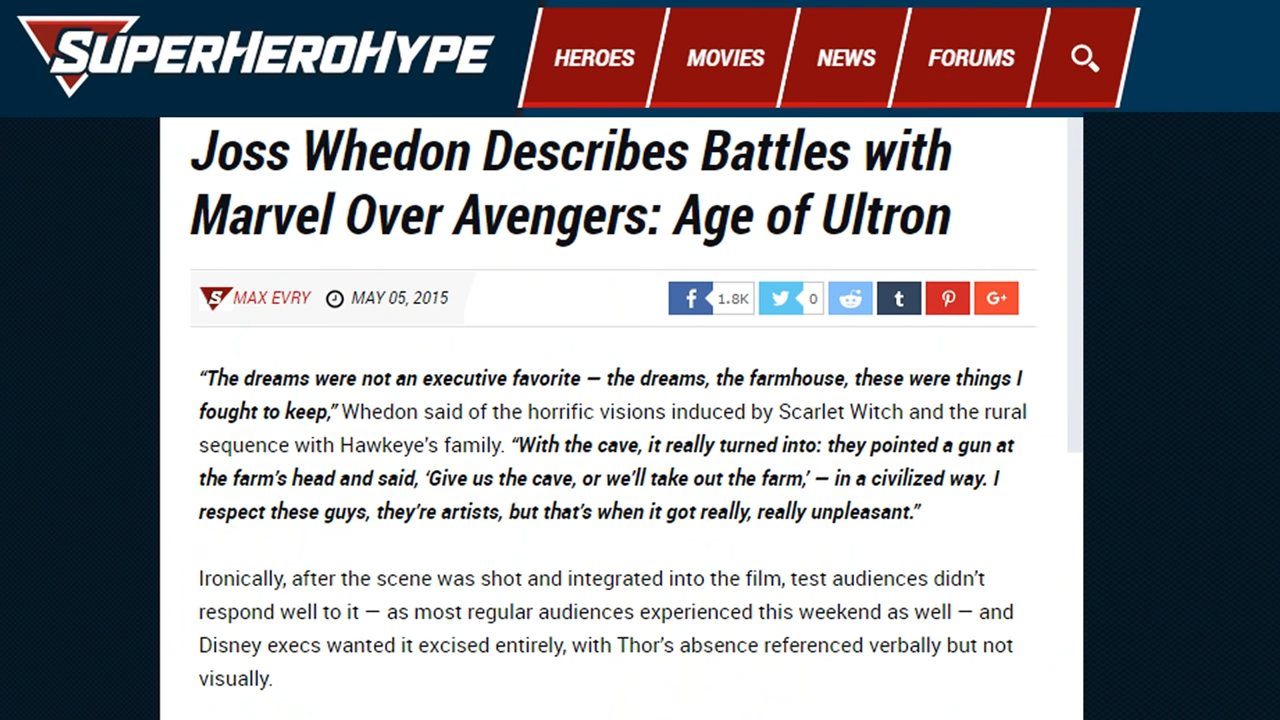 SUPERHEROHYPE
HEROES
MOVIES
NEWS
FORUMS
Joss Whedon Describes Battles with
Marvel Over Avengers: Age of Ultron
S MAX EVRY MAY 05, 2015
f 1.8K 0 t G+
“The dreams were not an executive favorite — the dreams, the farmhouse, these were things I
fought to keep,” Whedon said of the horrific visions induced by Scarlet Witch and the rural
sequence with Hawkeye’s family. “With the cave, it really turned into: they pointed a gun at
the farm’s head and said, ‘Give us the cave, or we’ll take out the farm,’ — in a civilized way. I
respect these guys, they’re artists, but that’s when it got really, really unpleasant.”
Ironically, after the scene was shot and integrated into the film, test audiences didn’t
respond well to it — as most regular audiences experienced this weekend as well — and
Disney execs wanted it excised entirely, with Thor’s absence referenced verbally but not
visually.